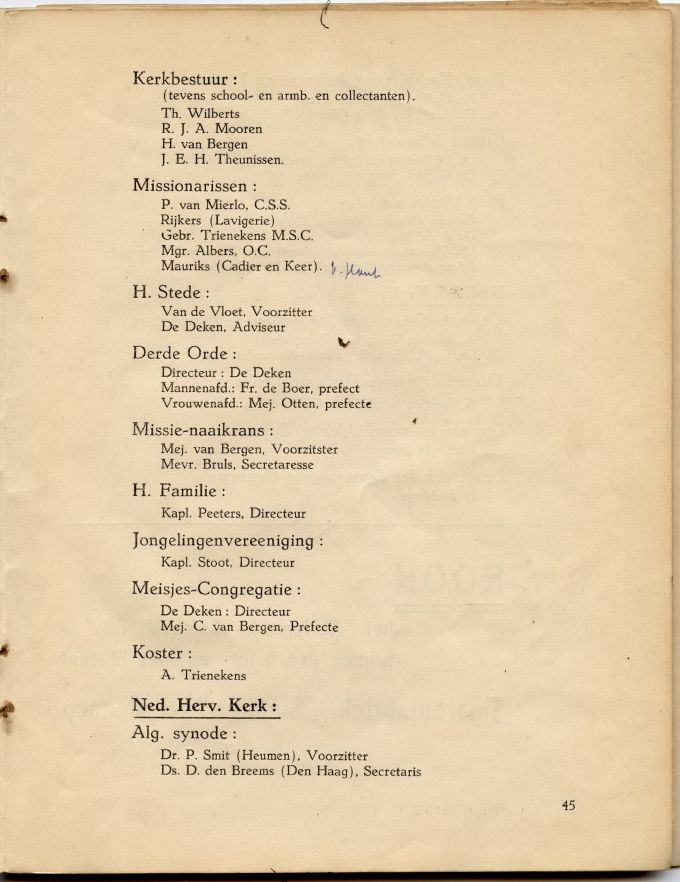 Kerkbestuur :
(tevens school- en armb. en collectanten).
Th. Wilberts
R. J. A. Mooren
H. van Bergen
J. E. H. Theunissen.
Missionarissen :
P. van Mierlo, C.S.S.
Rijkers (Lavigerie)
Gebr. Trienekens M.S.C.
Mgr. Albers, O.C.
Mauriks (Cadier en Keer).
H. Stede :
Van de Vloet, Voorzitter
De Deken, Adviseur
Derde Orde :
Directeur : De Deken
Mannenafd.: Fr. de Boer, prefect
Vrouwenafd.: Mej. Otten, prefecte
Missie-naaikrans :
Mej. van Bergen, Voorzitster
Mevr. Bruls, Secretaresse
H. Familie :
Kapl. Peeters, Directeur
Jongelingenvereeniging :
Kapl. Stoot, Directeur
Meisjes-Congregatie :
De Deken : Directeur
Mej. C. van Bergen, Prefecte
Koster :
A. Trienekens
Ned. Herv. Kerk :
Alg. synode :
Dr. P. Smit (Heumen), Voorzitter
Ds. D. den Breems (Den Haag), Secretaris
45